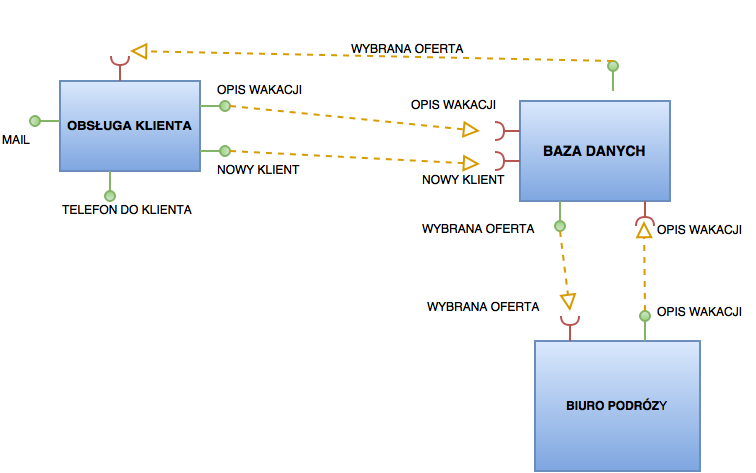 WYBRANA OFERTA
OPIS WAKACJI
OPIS WAKACJI
OBSŁUGA KLIENTA
MAIL
BAZA DANYCH
NOWY KLIENT
NOWY KLIENT
TELEFON DO KLIENTA
WYBRANA OFERTA
OPIS WAKACJI
WYBRANA OFERTA
OPIS WAKACJI
BIURO PODRÓZY